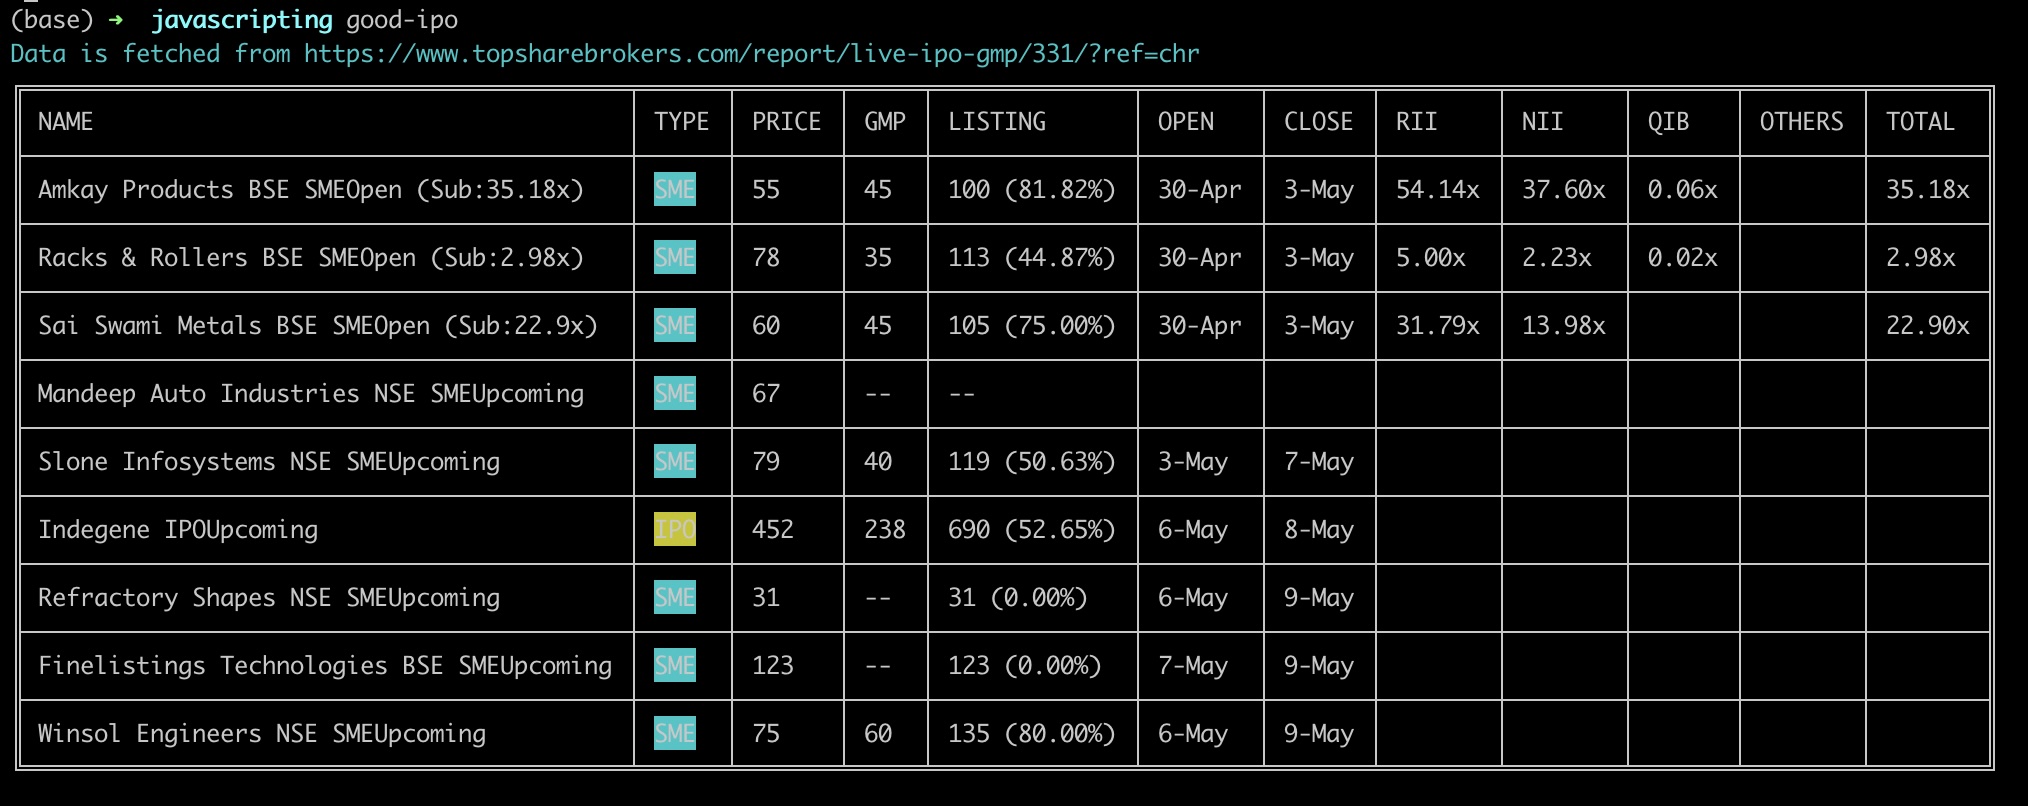 (base) ➜ javascripting good-ipo
Data is fetched from https://www.topsharebrokers.com/report/live-ipo-gmp/331/?ref=chr
NAME TYPE PRICE GMP LISTING OPEN CLOSE RII NII QIB OTHERS TOTAL
Amkay Products BSE SMEOpen (Sub:35.18x) SME 55 45 100 (81.82%) 30-Apr 3-May 54.14x 37.60x 0.06x 35.18x
Racks & Rollers BSE SMEOpen (Sub:2.98x) SME 78 35 113 (44.87%) 30-Apr 3-May 5.00x 2.23x 0.02x 2.98x
Sai Swami Metals BSE SMEOpen (Sub:22.9x) SME 60 45 105 (75.00%) 30-Apr 3-May 31.79x 13.98x 22.90x
Mandeep Auto Industries NSE SMEUpcoming SME 67 -- --
Slone Infosystems NSE SMEUpcoming SME 79 40 119 (50.63%) 3-May 7-May
Indegene IPOUpcoming IPO 452 238 690 (52.65%) 6-May 8-May
Refractory Shapes NSE SMEUpcoming SME 31 -- 31 (0.00%) 6-May 9-May
Finelistings Technologies BSE SMEUpcoming SME 123 -- 123 (0.00%) 7-May 9-May
Winsol Engineers NSE SMEUpcoming SME 75 60 135 (80.00%) 6-May 9-May